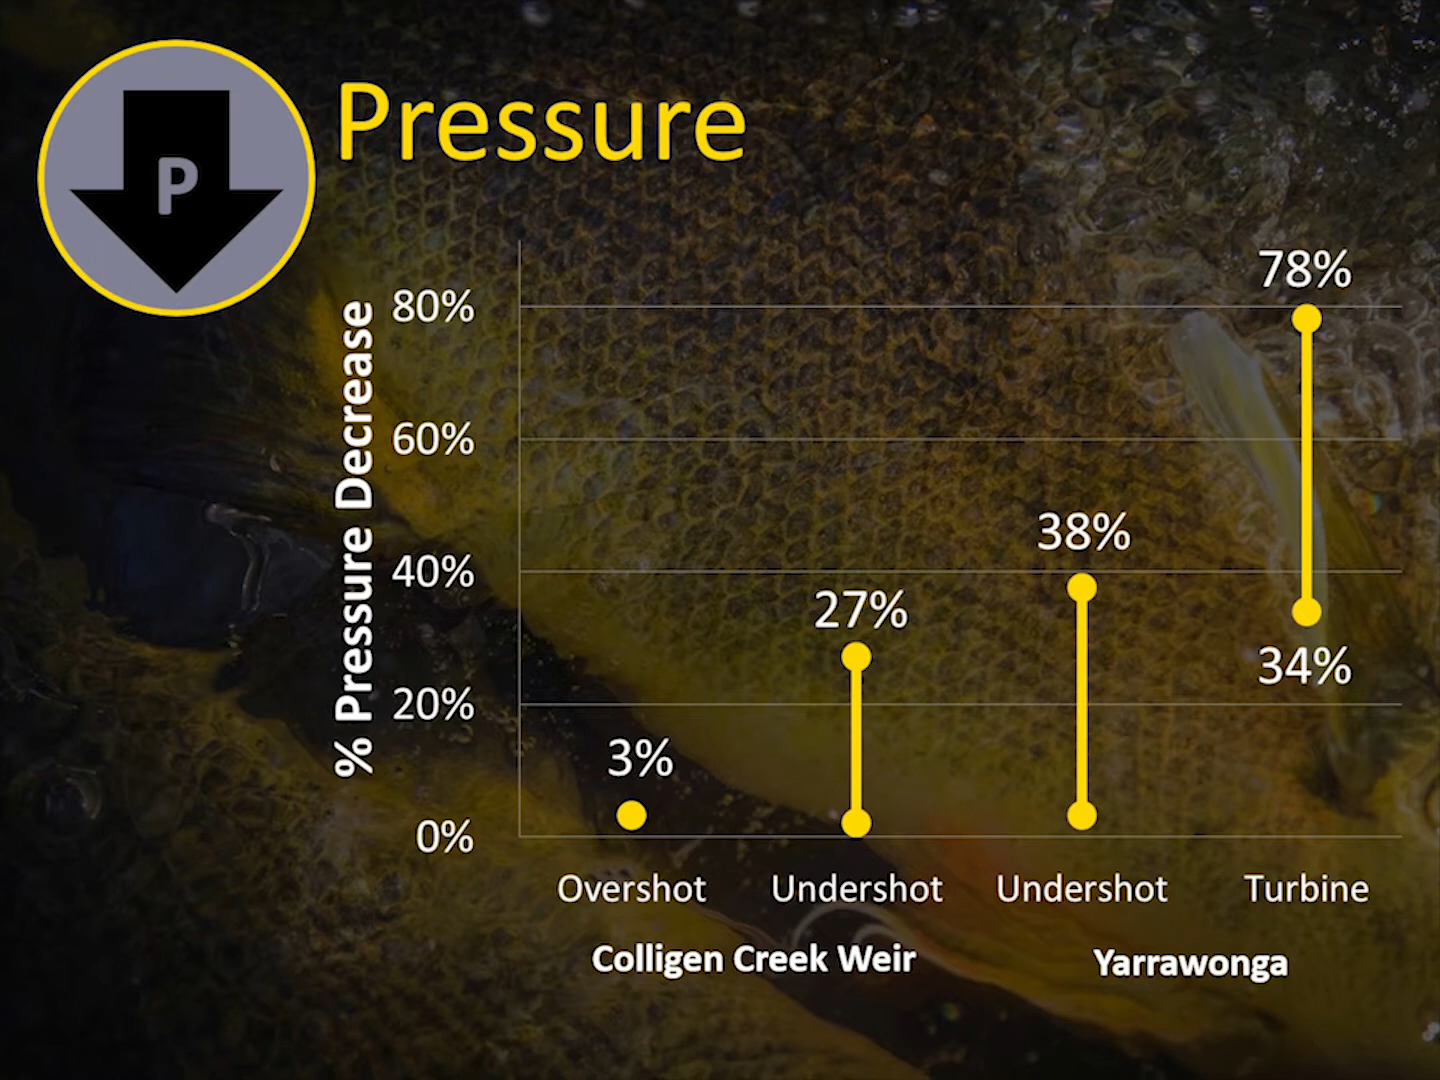 P
Pressure
% Pressure Decrease
80%
60%
40%
20%
0%
3%
27%
38%
78%
34%
Overshot Undershot Undershot Turbine
Colligen Creek Weir Yarrawonga